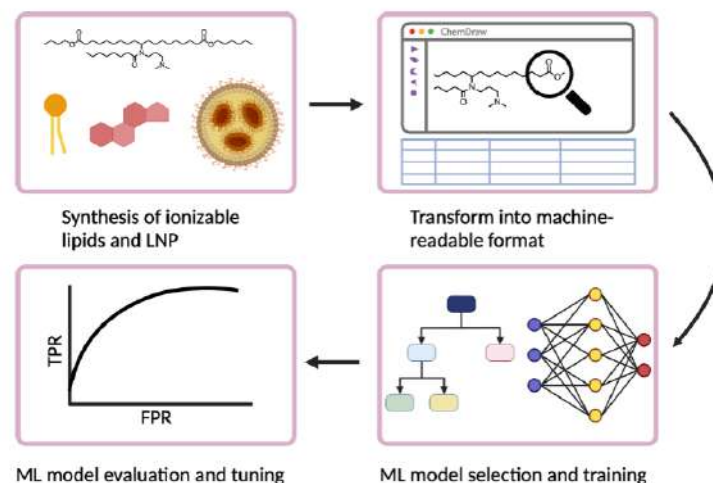 ChemDraw
Synthesis of ionizable
lipids and LNP
Transform into machine-
readable format
TPR
FPR
ML model evaluation and tuning
ML model selection and training